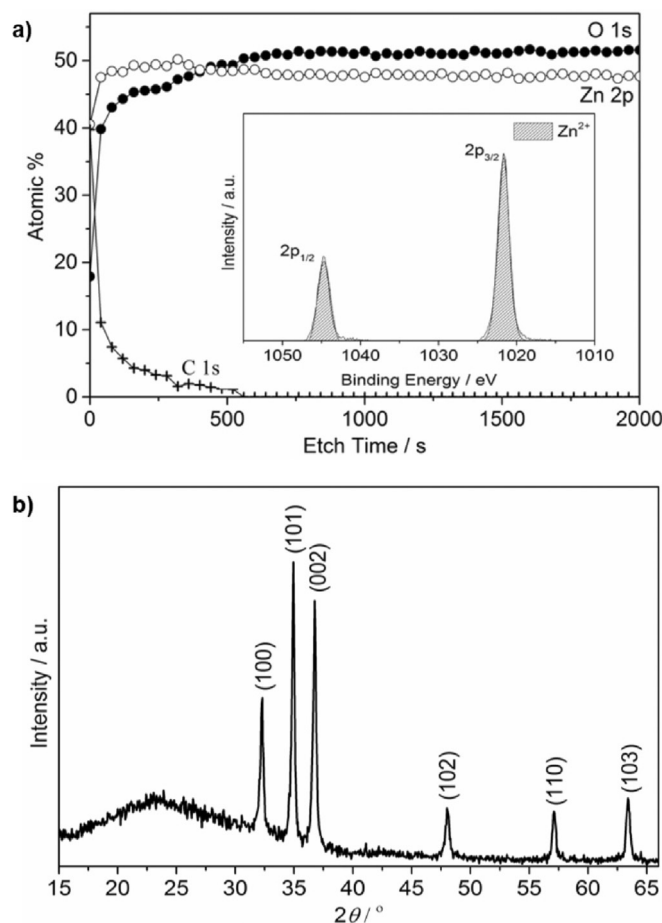 a)
O 1s
Zn 2p
C 1s
Atomic %
50
40
30
20
10
0
0 500 1000 1500 2000
Etch Time / s
Zn²⁺
2p₃/₂
2p₁/₂
Intensity / a.u.
1050 1040 1030 1020 1010
Binding Energy / eV
b)
(100)
(101)
(002)
(102)
(110)
(103)
Intensity / a.u.
15 20 25 30 35 40 45 50 55 60 65
2θ / °